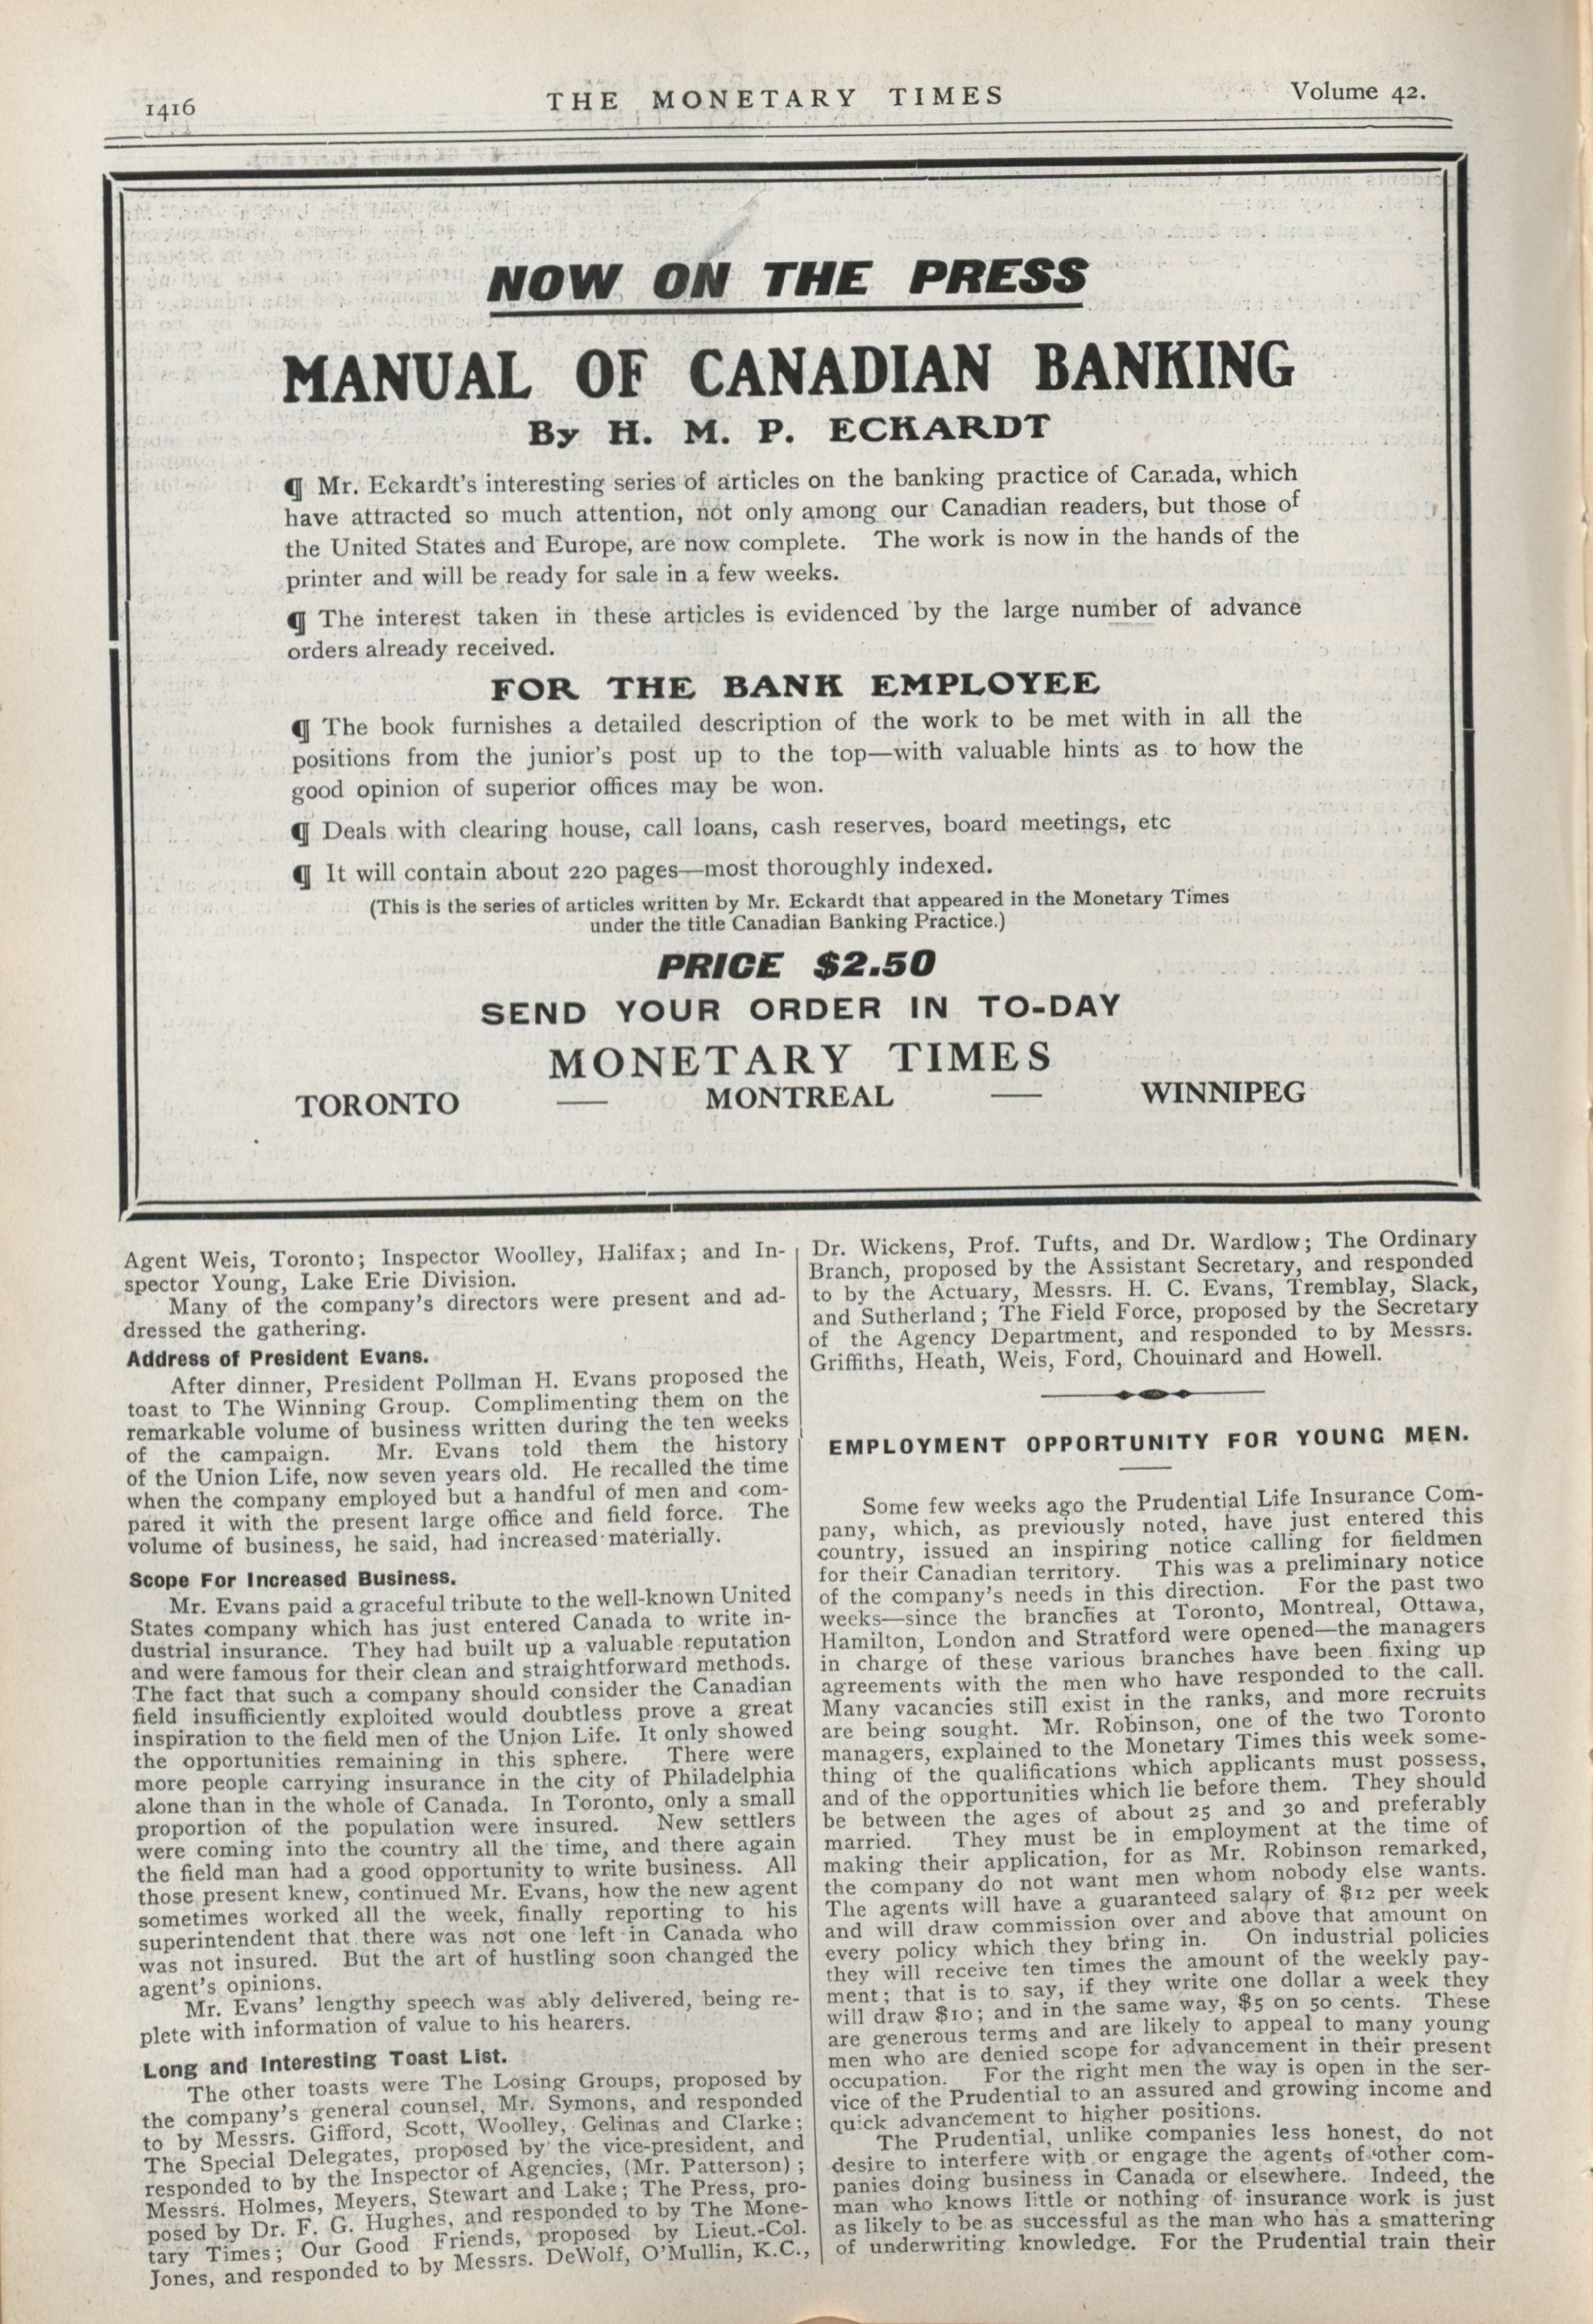 1416
THE MONETARY TIMES
Volume 42.
NOW ON THE PRESS
MANUAL OF CANADIAN BANKING
By H. M. P. ECKARDT
¶ Mr. Eckardt's interesting series of articles on the banking practice of Canada, which
have attracted so much attention, not only among our Canadian readers, but those of
the United States and Europe, are now complete. The work is now in the hands of the
printer and will be ready for sale in a few weeks.
¶ The interest taken in these articles is evidenced by the large number of advance
orders already received.
FOR THE BANK EMPLOYEE
¶ The book furnishes a detailed description of the work to be met with in all the
positions from the junior's post up to the top—with valuable hints as to how the
good opinion of superior offices may be won.
¶ Deals with clearing house, call loans, cash reserves, board meetings, etc
¶ It will contain about 220 pages—most thoroughly indexed.
(This is the series of articles written by Mr. Eckardt that appeared in the Monetary Times
under the title Canadian Banking Practice.)
PRICE $2.50
SEND YOUR ORDER IN TO-DAY
MONETARY TIMES
TORONTO — MONTREAL — WINNIPEG
Agent Weis, Toronto; Inspector Woolley, Halifax; and In-
spector Young, Lake Erie Division.
Many of the company's directors were present and ad-
dressed the gathering.
Address of President Evans.
After dinner, President Pollman H. Evans proposed the
toast to The Winning Group. Complimenting them on the
remarkable volume of business written during the ten weeks
of the campaign. Mr. Evans told them the history
of the Union Life, now seven years old. He recalled the time
when the company employed but a handful of men and com-
pared it with the present large office and field force. The
volume of business, he said, had increased materially.
Scope For Increased Business.
Mr. Evans paid a graceful tribute to the well-known United
States company which has just entered Canada to write in-
dustrial insurance. They had built up a valuable reputation
and were famous for their clean and straightforward methods.
The fact that such a company should consider the Canadian
field insufficiently exploited would doubtless prove a great
inspiration to the field men of the Union Life. It only showed
the opportunities remaining in this sphere. There were
more people carrying insurance in the city of Philadelphia
alone than in the whole of Canada. In Toronto, only a small
proportion of the population were insured. New settlers
were coming into the country all the time, and there again
the field man had a good opportunity to write business. All
those present knew, continued Mr. Evans, how the new agent
sometimes worked all the week, finally reporting to his
superintendent that there was not one left in Canada who
was not insured. But the art of hustling soon changed the
agent's opinions.
Mr. Evans' lengthy speech was ably delivered, being re-
plete with information of value to his hearers.
Long and Interesting Toast List.
The other toasts were The Losing Groups, proposed by
the company's general counsel, Mr. Symons, and responded
to by Messrs. Gifford, Scott, Woolley, Gelinas and Clarke;
The Special Delegates, proposed by the vice-president, and
responded to by the Inspector of Agencies, (Mr. Patterson);
Messrs. Holmes, Meyers, Stewart and Lake; The Press, pro-
posed by Dr. F. G. Hughes, and responded to by The Mone-
tary Times; Our Good Friends, proposed by Lieut.-Col.
Jones, and responded to by Messrs. DeWolf, O'Mullin, K.C.,
Dr. Wickens, Prof. Tufts, and Dr. Wardlow; The Ordinary
Branch, proposed by the Assistant Secretary, and responded
to by the Actuary, Messrs. H. C. Evans, Tremblay, Slack,
and Sutherland; The Field Force, proposed by the Secretary
of the Agency Department, and responded to by Messrs.
Griffiths, Heath, Weis, Ford, Chouinard and Howell.
EMPLOYMENT OPPORTUNITY FOR YOUNG MEN.
Some few weeks ago the Prudential Life Insurance Com-
pany, which, as previously noted, have just entered this
country, issued an inspiring notice calling for fieldmen
for their Canadian territory. This was a preliminary notice
of the company's needs in this direction. For the past two
weeks—since the branches at Toronto, Montreal, Ottawa,
Hamilton, London and Stratford were opened—the managers
in charge of these various branches have been fixing up
agreements with the men who have responded to the call.
Many vacancies still exist in the ranks, and more recruits
are being sought. Mr. Robinson, one of the two Toronto
managers, explained to the Monetary Times this week some-
thing of the qualifications which applicants must possess,
and of the opportunities which lie before them. They should
be between the ages of about 25 and 30 and preferably
married. They must be in employment at the time of
making their application, for as Mr. Robinson remarked,
the company do not want men whom nobody else wants.
The agents will have a guaranteed salary of $12 per week
and will draw commission over and above that amount on
every policy which they bring in. On industrial policies
they will receive ten times the amount of the weekly pay-
ment; that is to say, if they write one dollar a week they
will draw $10; and in the same way, $5 on 50 cents. These
are generous terms and are likely to appeal to many young
men who are denied scope for advancement in their present
occupation. For the right men the way is open in the ser-
vice of the Prudential to an assured and growing income and
quick advancement to higher positions.
The Prudential, unlike companies less honest, do not
desire to interfere with or engage the agents of other com-
panies doing business in Canada or elsewhere. Indeed, the
man who knows little or nothing of insurance work is just
as likely to be as successful as the man who has a smattering
of underwriting knowledge. For the Prudential train their